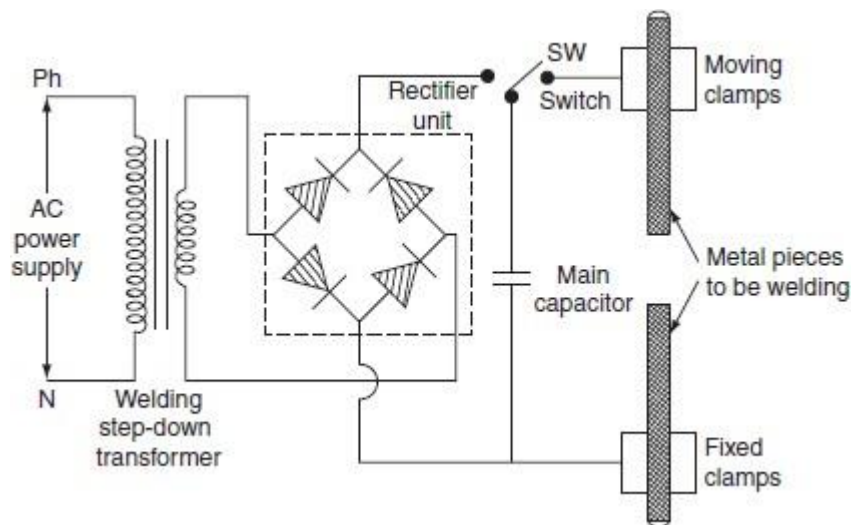 Ph
AC
power
supply
N
Welding
step-down
transformer
Rectifier
unit
SW
Switch
Main
capacitor
Moving
clamps
Metal pieces
to be welding
Fixed
clamps